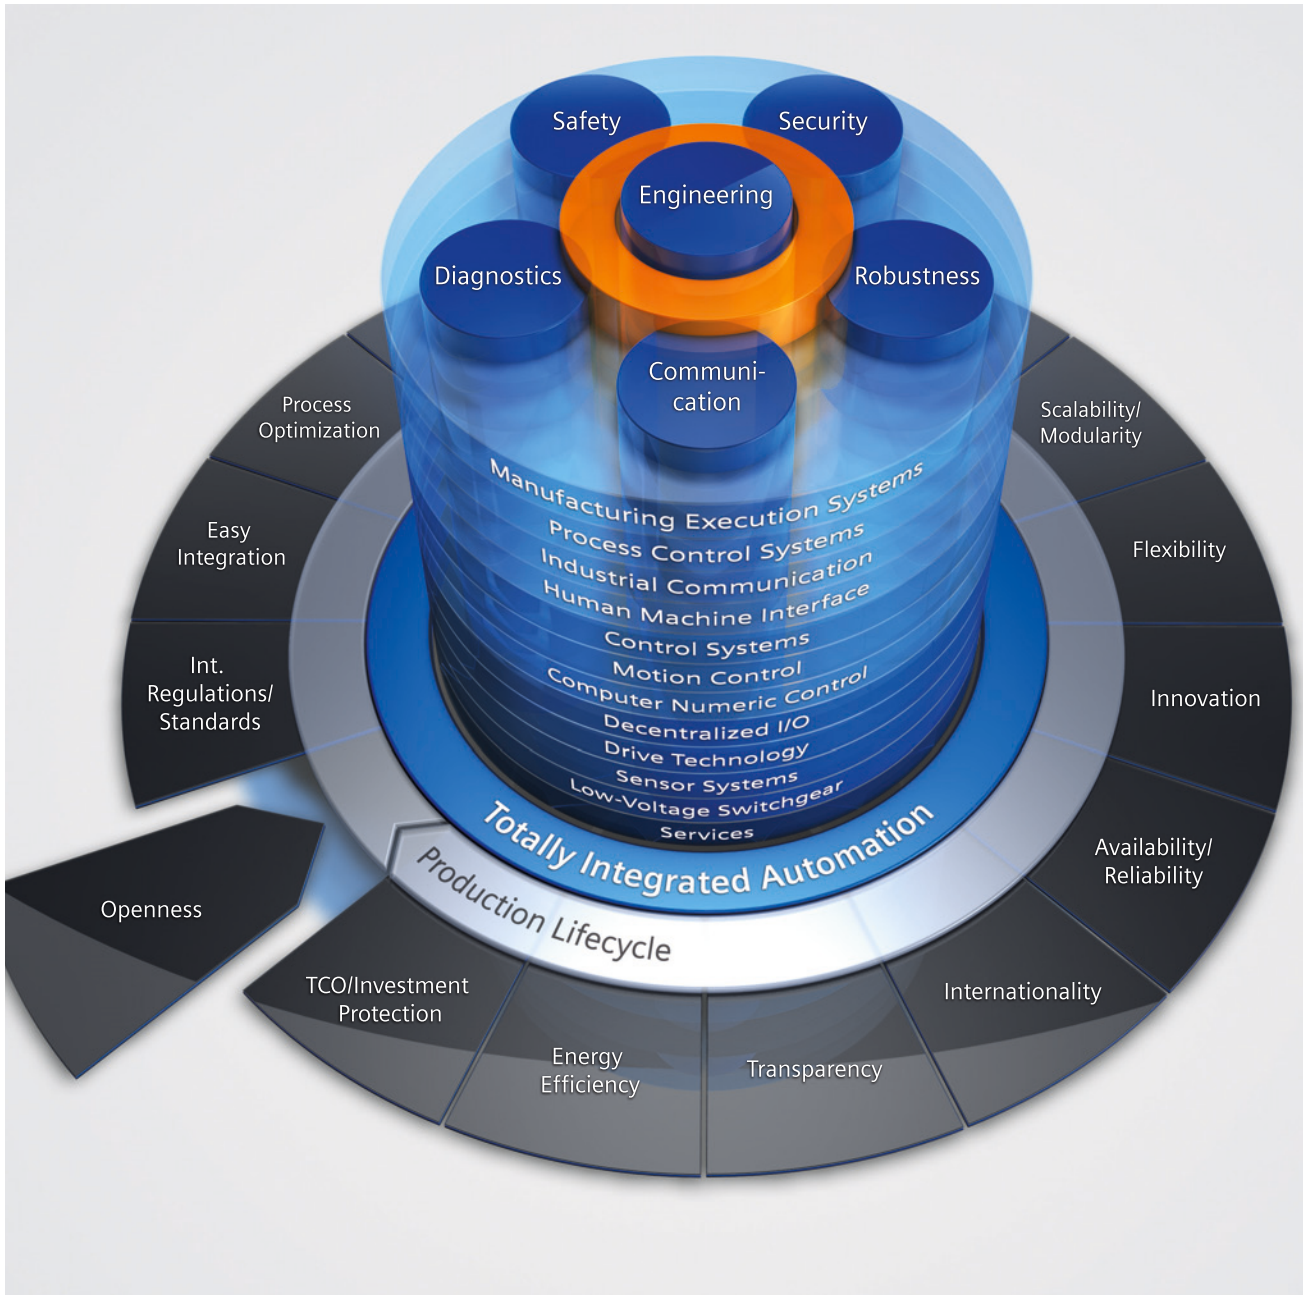 Safety
Security
Engineering
Diagnostics
Robustness
Communi-
cation
Manufacturing Execution Systems
Process Control Systems
Industrial Communication
Human Machine Interface
Control Systems
Motion Control
Computer Numeric Control
Decentralized I/O
Drive Technology
Sensor Systems
Low-Voltage Switchgear
Services
Totally Integrated Automation
Production Lifecycle
Process
Optimization
Easy
Integration
Int.
Regulations/
Standards
Openness
TCO/Investment
Protection
Energy
Efficiency
Transparency
Internationality
Availability/
Reliability
Innovation
Flexibility
Scalability/
Modularity